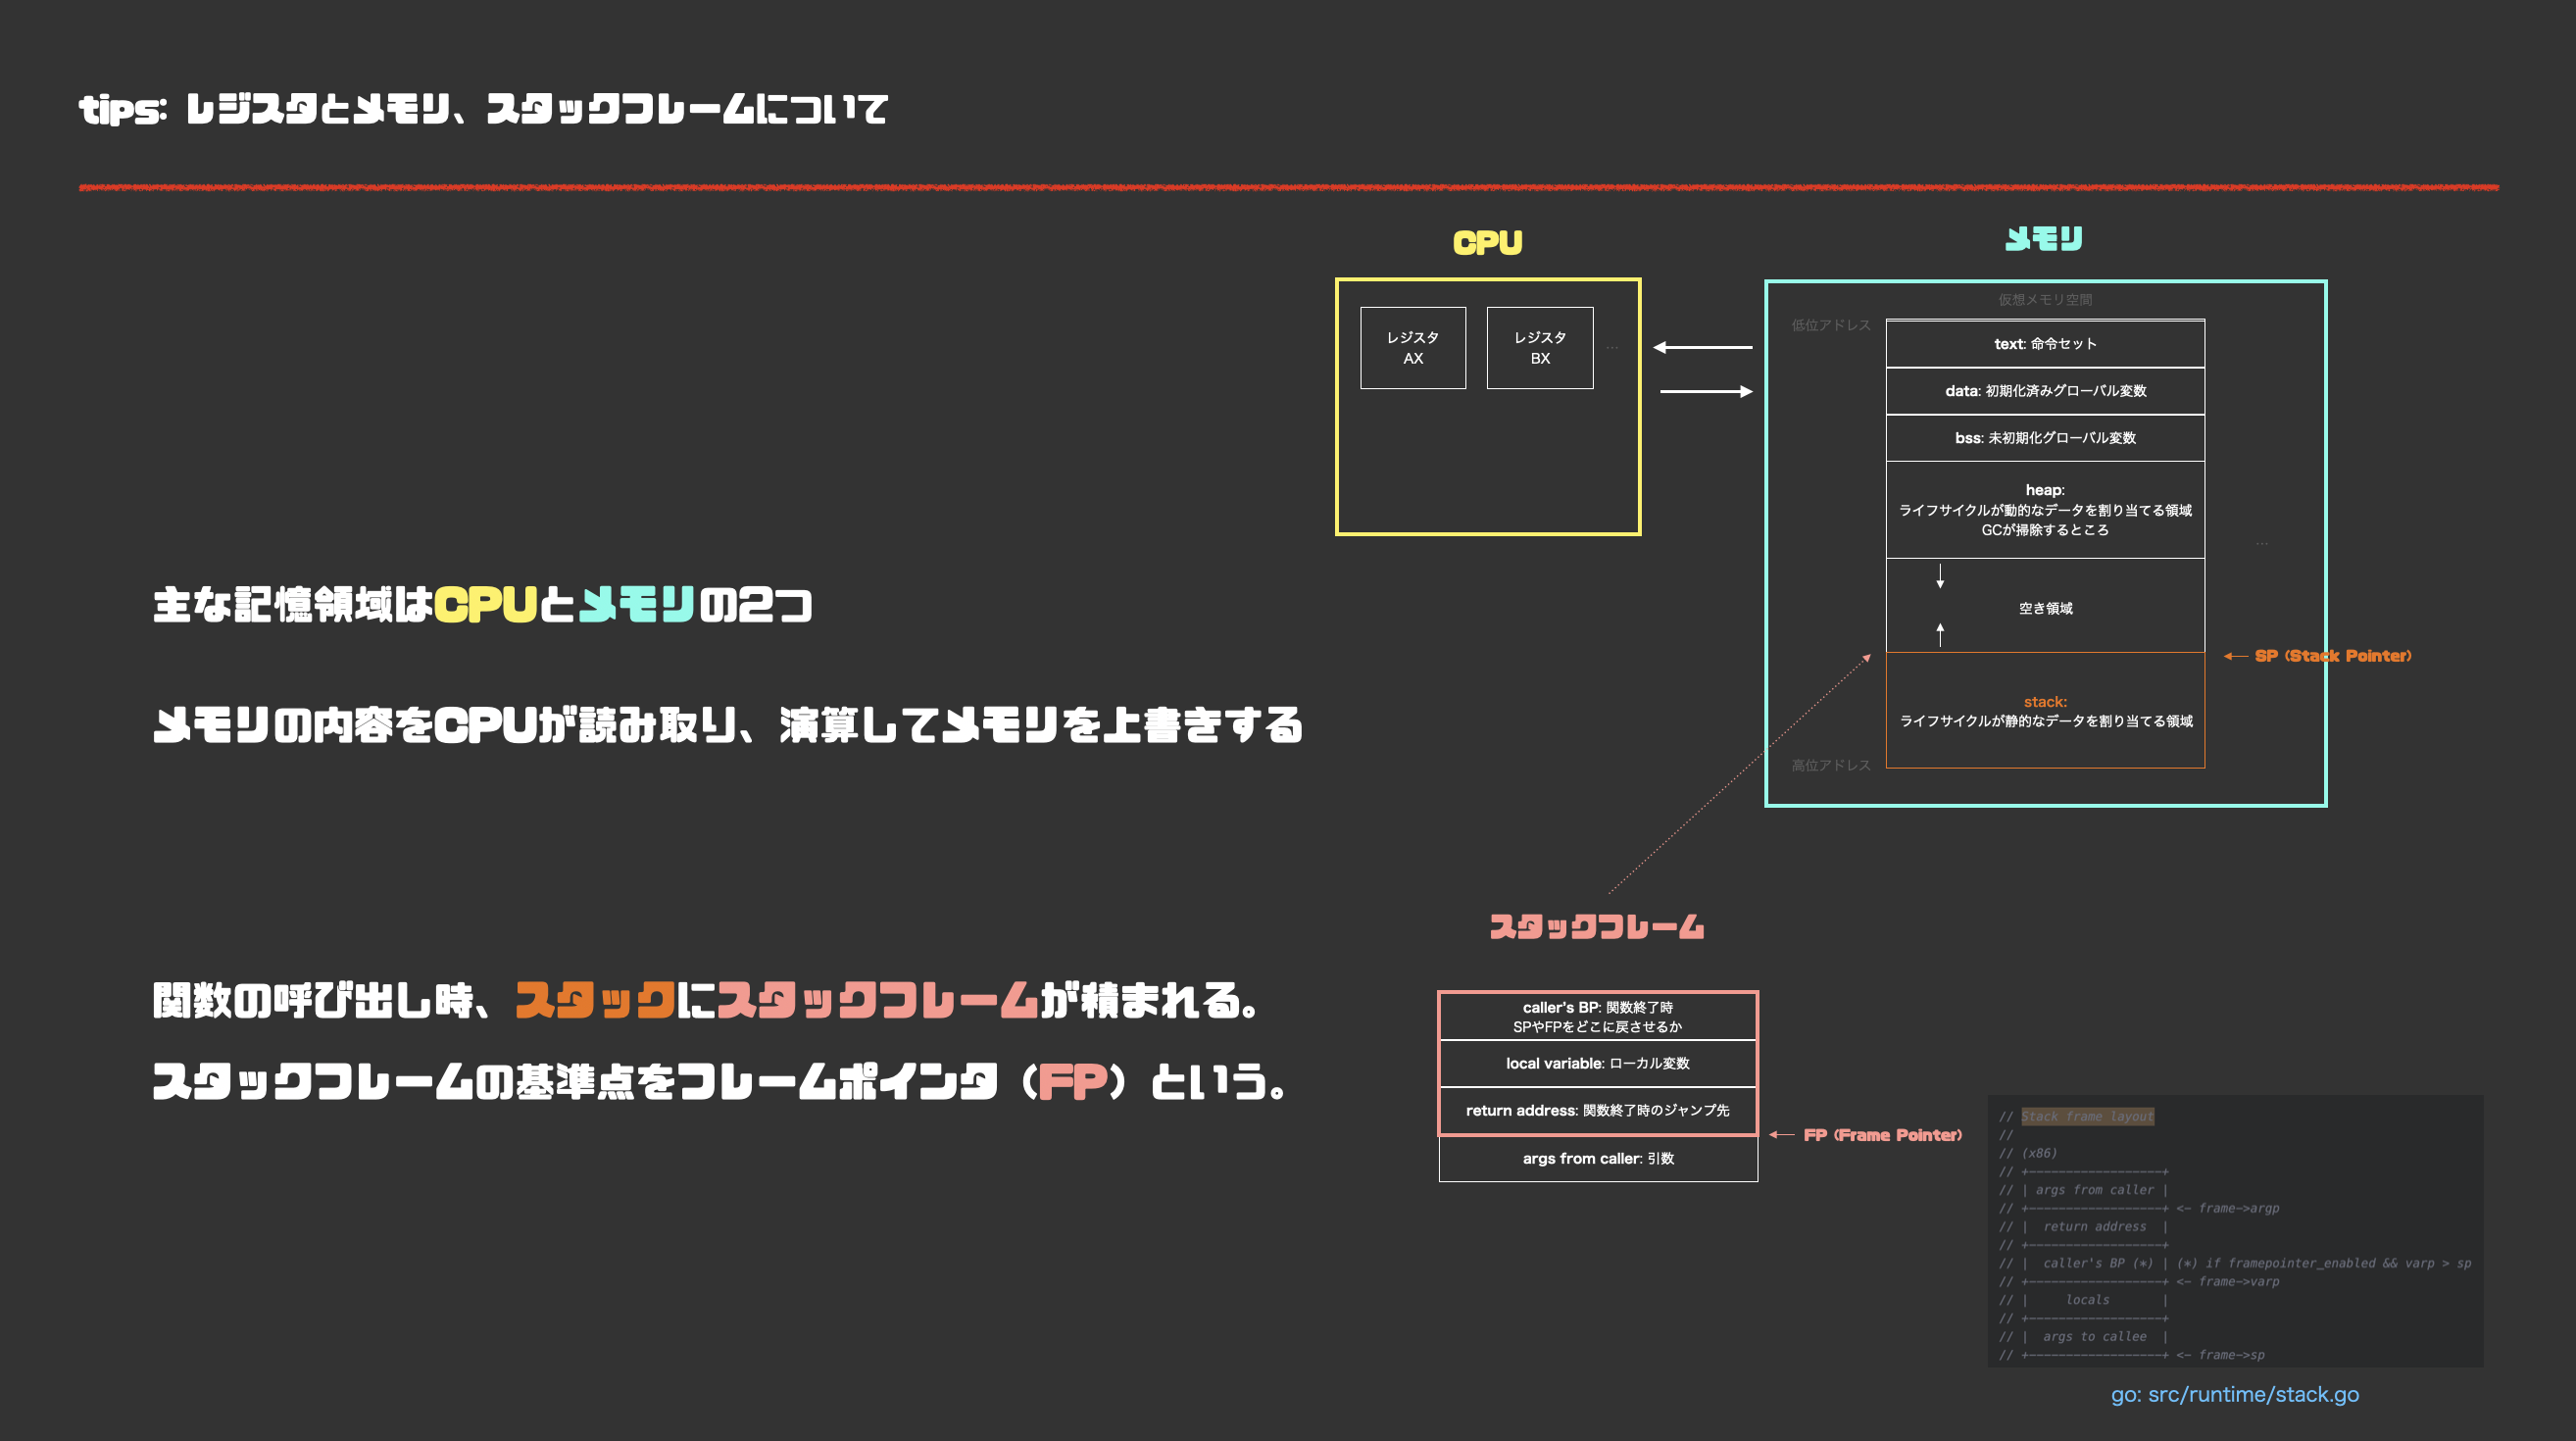 tips: レジスタとメモリ、スタックフレームについて
CPU
メモリ
レジスタ
AX
レジスタ
BX
...
仮想メモリ空間
低位アドレス
text: 命令セット
data: 初期化済みグローバル変数
bss: 未初期化グローバル変数
heap:
ライフサイクルが動的なデータを割り当てる領域
GCが掃除するところ
...
空き領域
SP (Stack Pointer)
stack:
ライフサイクルが静的なデータを割り当てる領域
高位アドレス
主な記憶領域はCPUとメモリの2つ
メモリの内容をCPUが読み取り、演算してメモリを上書きする
関数の呼び出し時、スタックにスタックフレームが積まれる。
スタックフレームの基準点をフレームポインタ（FP）という。
スタックフレーム
caller's BP: 関数終了時
SPやFPをどこに戻させるか
local variable: ローカル変数
return address: 関数終了時のジャンプ先
FP (Frame Pointer)
args from caller: 引数
// Stack frame layout
//
// (x86)
// +------------------+
// | args from caller |
// +------------------+ <- frame->argp
// |  return address  |
// +------------------+
// |  caller's BP (*) | (*) if framepointer_enabled && varp > sp
// +------------------+ <- frame->varp
// |     locals       |
// +------------------+
// |  args to callee  |
// +------------------+ <- frame->sp
go: src/runtime/stack.go